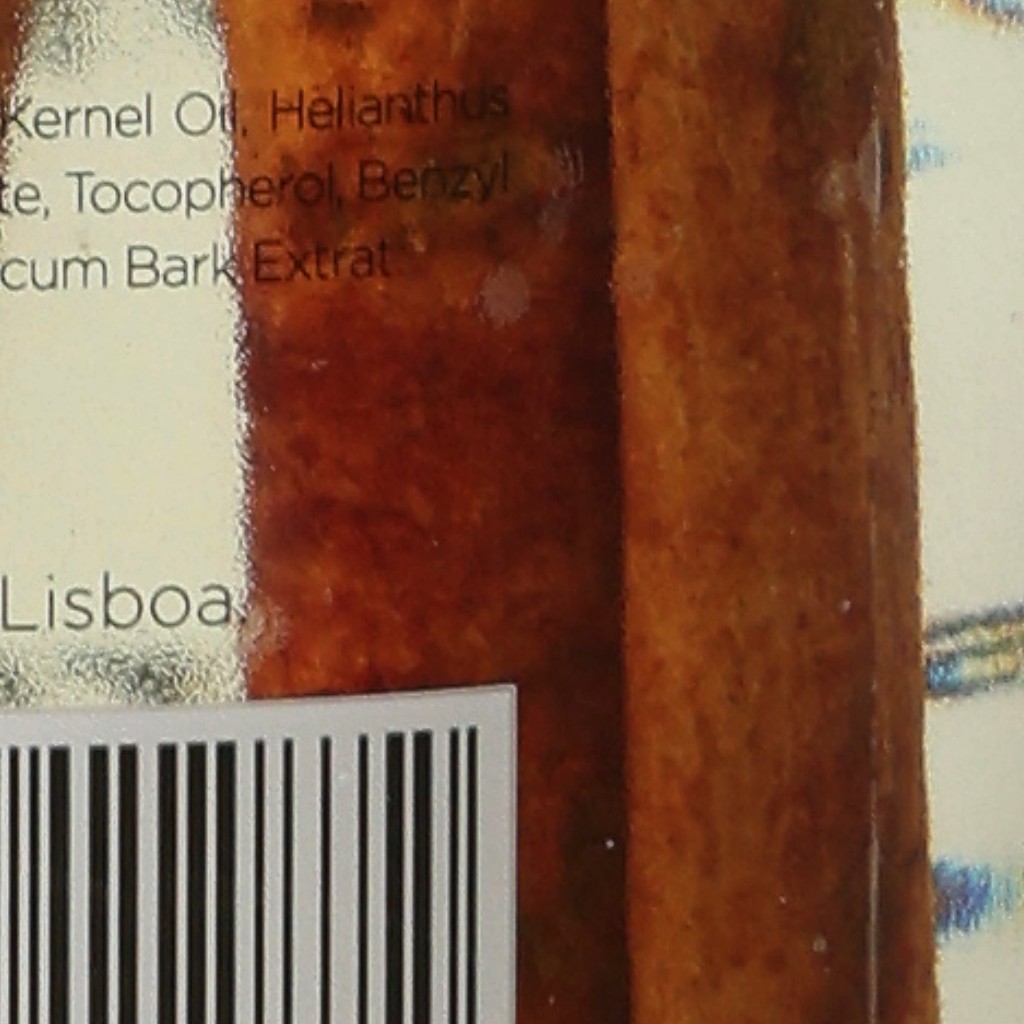 Kernel Oil, Helianthus
te, Tocopherol, Benzyl
cum Bark Extrat
Lisboa.